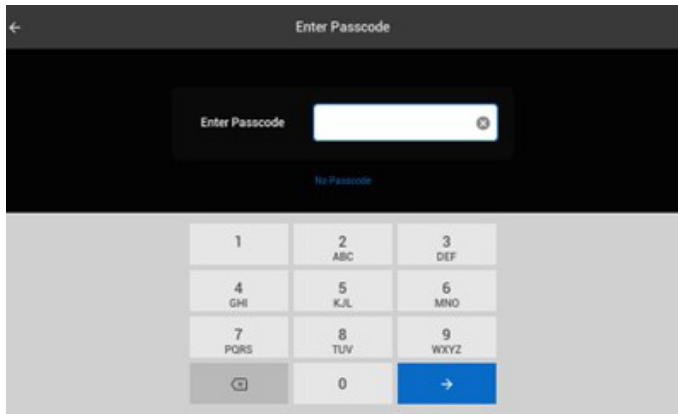 Enter Passcode
Enter Passcode
No Passcode
1 2 3
ABC DEF
4 5 6
GHI KJL MNO
7 8 9
PQRS TUV WXYZ
0